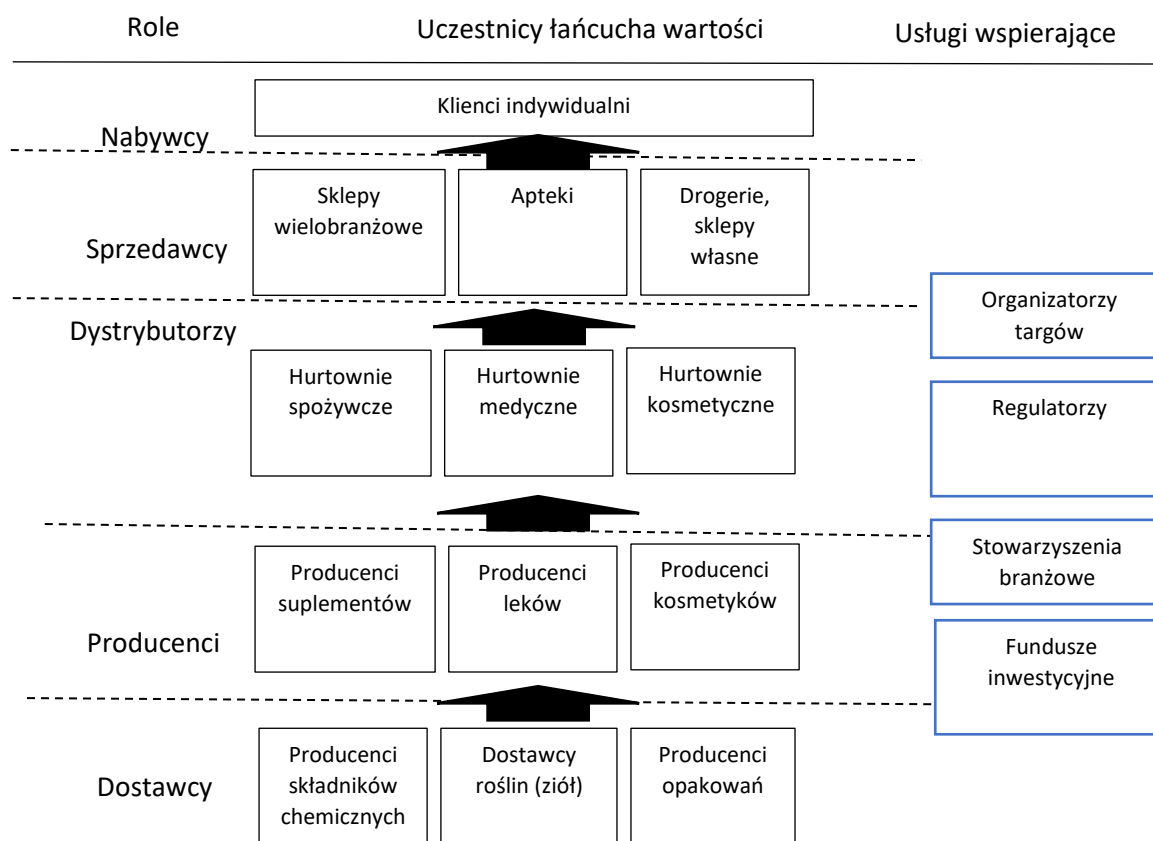 Role
Uczestnicy łańcucha wartości
Usługi wspierające
Klienci indywidualni
Nabywcy
Sklepy
wielobranżowe
Apteki
Drogerie,
sklepy
własne
Sprzedawcy
Organizatorzy
targów
Dystrybutorzy
Hurtownie
spożywcze
Hurtownie
medyczne
Hurtownie
kosmetyczne
Regulatorzy
Stowarzyszenia
branżowe
Producenci
suplementów
Producenci
leków
Producenci
kosmetyków
Producenci
Fundusze
inwestycyjne
Producenci
składników
chemicznych
Dostawcy
roślin (ziół)
Producenci
opakowań
Dostawcy